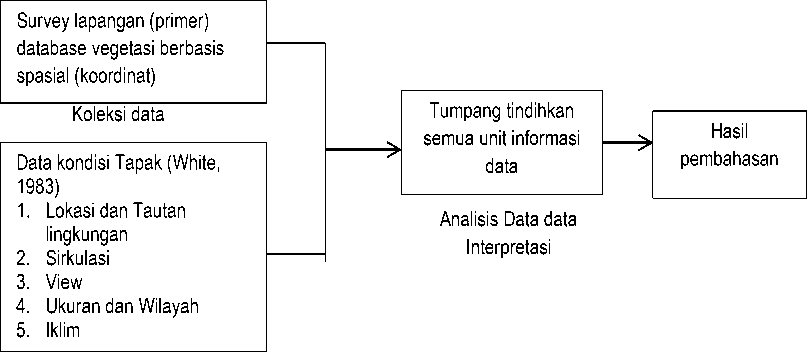 Survey lapangan (primer)
database vegetasi berbasis
spasial (koordinat)
Koleksi data
Data kondisi Tapak (White,
1983)
1. Lokasi dan Tautan
lingkungan
2. Sirkulasi
3. View
4. Ukuran dan Wilayah
5. Iklim
Tumpang tindihkan
semua unit informasi
data
Analisis Data data
Interpretasi
Hasil
pembahasan